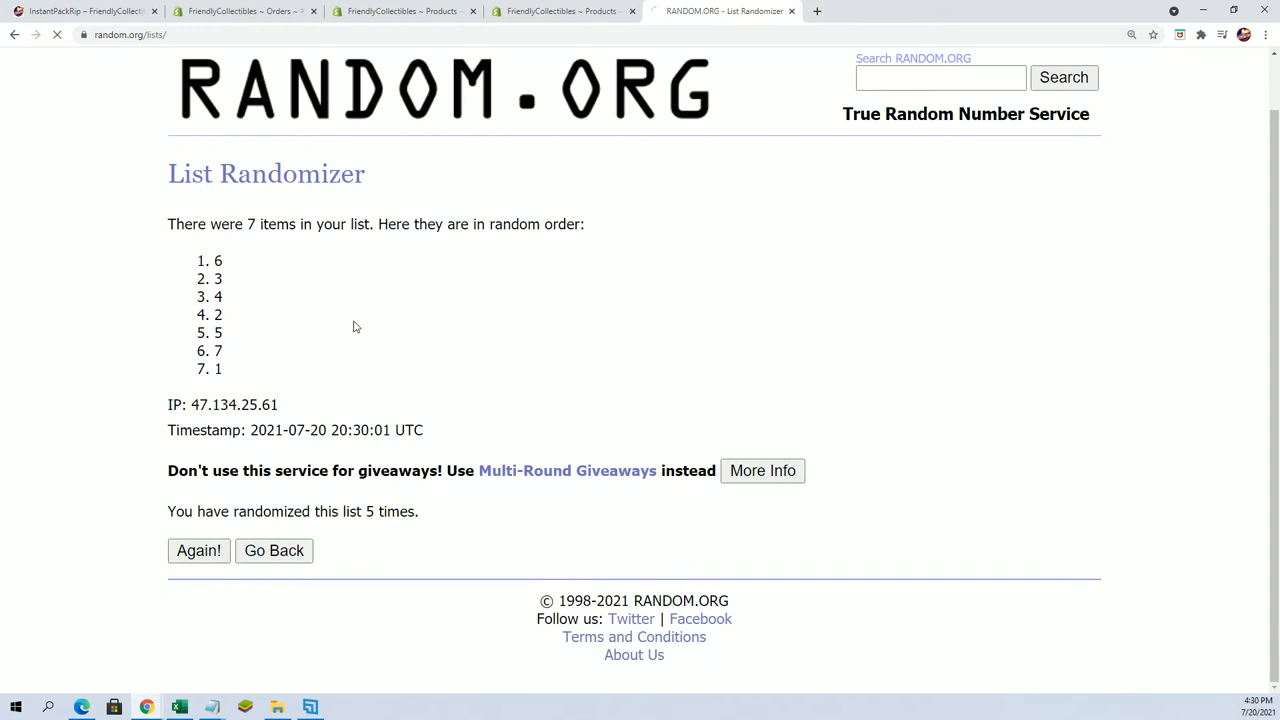 InstantPackRip ~ FriendlyCollectib
FriendlyCollectibles ~ Orders ~ 
FriendlyCollectibles ~ Products ~
FriendlyCollectibles ~ Products ~
RANDOM.ORG - List Randomizer
random.org/lists/
RANDOM.ORG
Search RANDOM.ORG
Search
True Random Number Service
List Randomizer
There were 7 items in your list. Here they are in random order:
1. 6
2. 3
3. 4
4. 2
5. 5
6. 7
7. 1
IP: 47.134.25.61
Timestamp: 2021-07-20 20:30:01 UTC
Don't use this service for giveaways! Use Multi-Round Giveaways instead More Info
You have randomized this list 5 times.
Again! Go Back
© 1998-2021 RANDOM.ORG
Follow us: Twitter | Facebook
Terms and Conditions
About Us
4:30 PM
7/20/2021